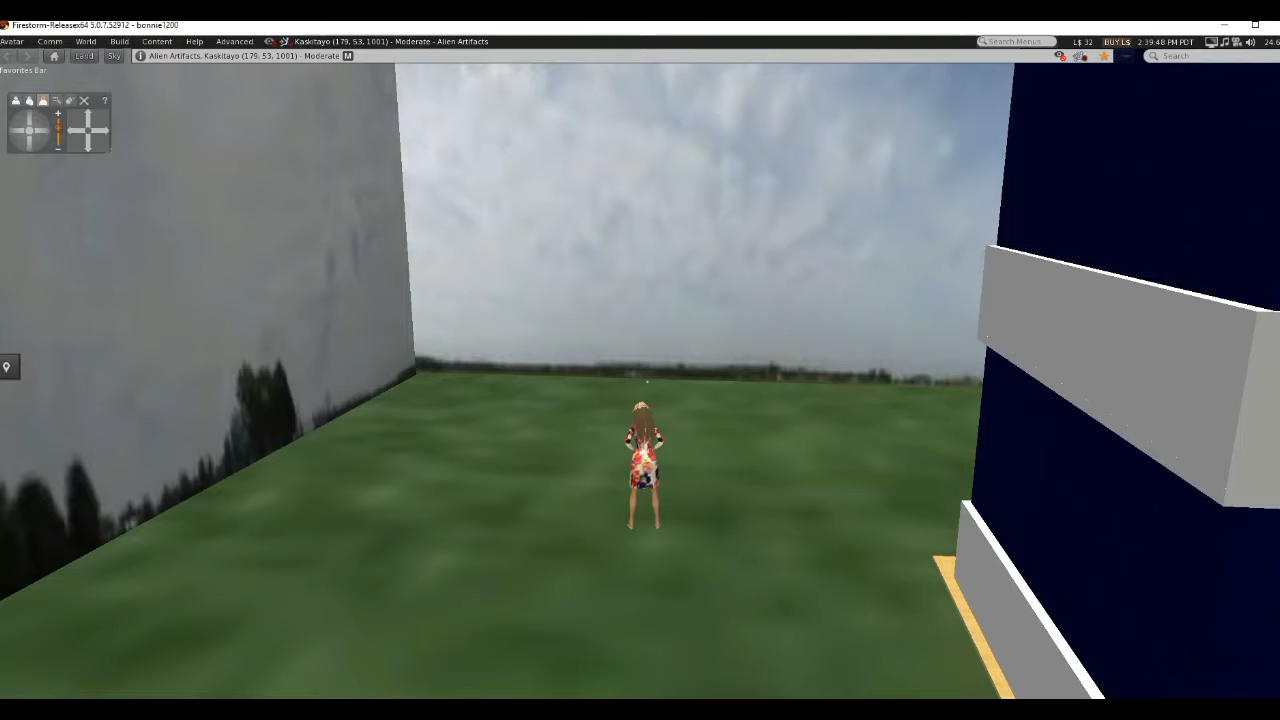 Firestorm-Releasex64 5.0.7.52912 - bonnie1200
Avatar Comm World Build Content Help Advanced Kaskitayo (179, 53, 1001) - Moderate - Alien Artifacts Search Menus L$ 32 BUY L$ 2:39:48 PM PDT 24.6
Land Sky Alien Artifacts, Kaskitayo (179, 53, 1001) - Moderate M Search
Favorites Bar
?